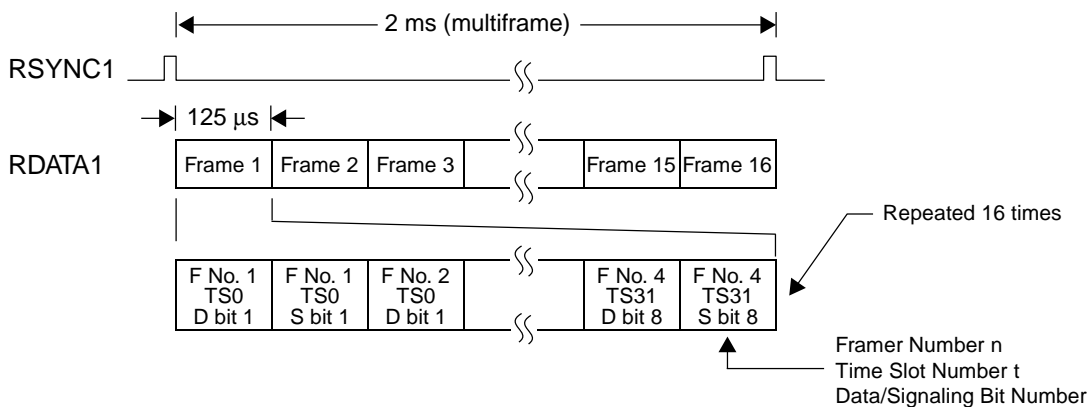 2 ms (multiframe)
RSYNC1
125 μs
RDATA1
Frame 1 Frame 2 Frame 3 Frame 15 Frame 16
Repeated 16 times
F No. 1 F No. 1 F No. 2 F No. 4 F No. 4
TS0 TS0 TS0 TS31 TS31
D bit 1 S bit 1 D bit 1 D bit 8 S bit 8
Framer Number n
Time Slot Number t
Data/Signaling Bit Number